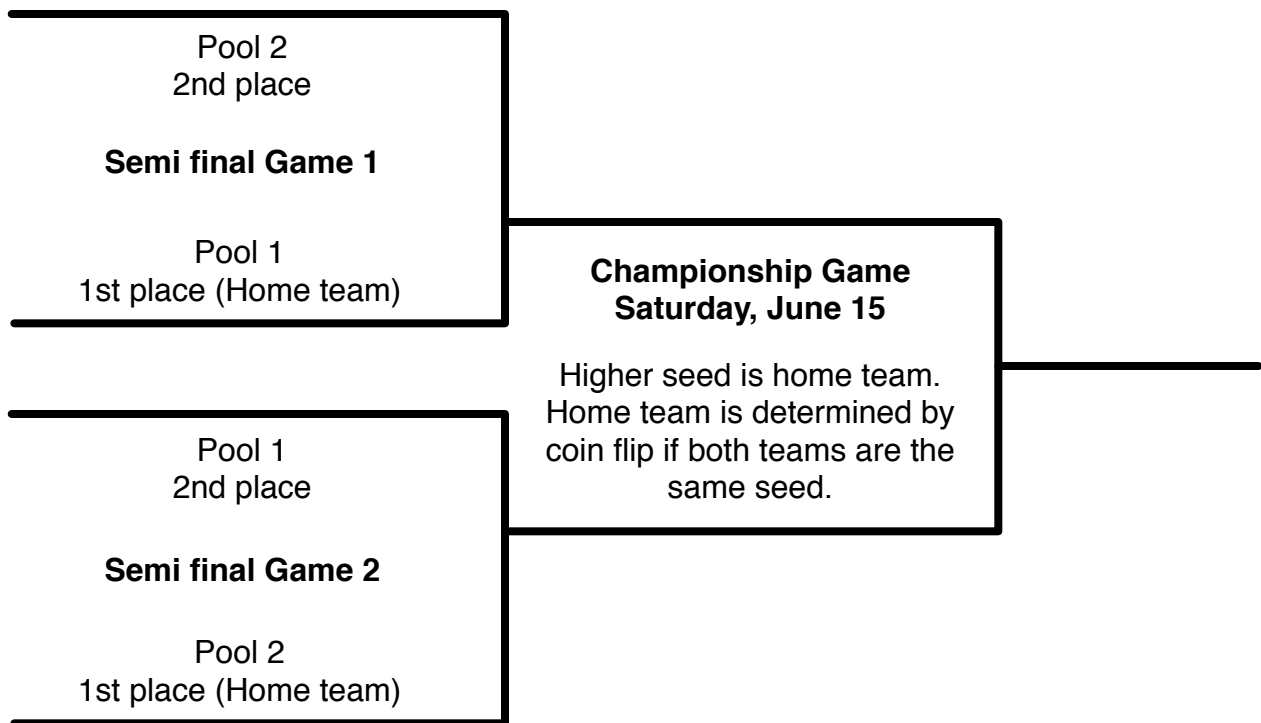 Pool 2
2nd place
Semi final Game 1
Pool 1
1st place (Home team)
Championship Game
Saturday, June 15
Higher seed is home team.
Home team is determined by
coin flip if both teams are the
same seed.
Pool 1
2nd place
Semi final Game 2
Pool 2
1st place (Home team)